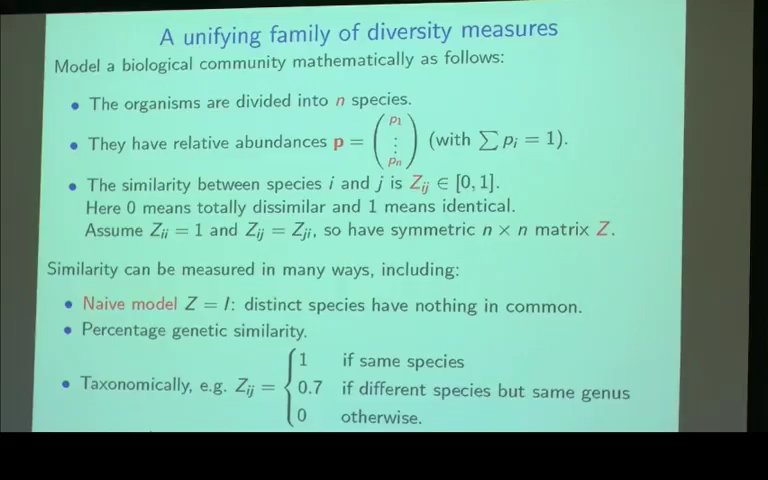 A unifying family of diversity measures
Model a biological community mathematically as follows:
• The organisms are divided into n species.
• They have relative abundances p = (p₁ ⋮ pₙ) (with ∑ pᵢ = 1).
• The similarity between species i and j is Zᵢⱼ ∈ [0, 1].
Here 0 means totally dissimilar and 1 means identical.
Assume Zᵢᵢ = 1 and Zᵢⱼ = Zⱼᵢ, so have symmetric n × n matrix Z.
Similarity can be measured in many ways, including:
• Naive model Z = I: distinct species have nothing in common.
• Percentage genetic similarity.
• Taxonomically, e.g. Zᵢⱼ = {
1 if same species
0.7 if different species but same genus
0 otherwise.